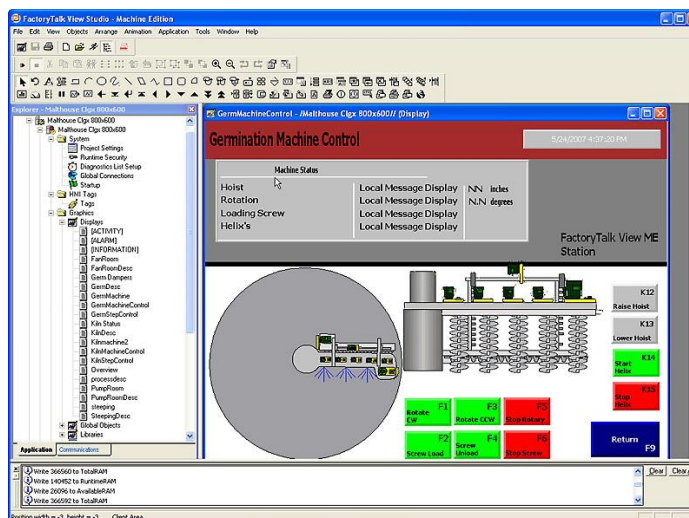 FactoryTalk View Studio - Machine Edition
File Edit View Objects Arrange Animation Application Tools Window Help
Explorer - Malthouse Clgx 800x600
Malthouse Clgx 800x600
Malthouse Clgx 800x600
System
Project Settings
Runtime Security
Diagnostics List Setup
Global Connections
Startup
HMI Tags
Tags
Graphics
Displays
[ACTIVITY]
[ALARM]
[INFORMATION]
FanRoom
FanRoomDesc
Germ Dampers
GermDesc
GermMachine
GermMachineControl
GermStepControl
Kiln Status
KilnDesc
Kilnmachine2
KilnMachineControl
KilnStepControl
Overview
processdesc
PumpRoom
PumpRoomDesc
steeping
SteepingDesc
Global Objects
Libraries
Application Communications
GermMachineControl - /Malthouse Clgx 800x600// (Display)
Germination Machine Control
5/24/2007 4:37:20 PM
Machine Status
Hoist Local Message Display NN inches
Rotation Local Message Display N.N degrees
Loading Screw Local Message Display
Helix's Local Message Display
FactoryTalk View ME
Station
K12
Raise Hoist
K13
Lower Hoist
K14
Start
Helix
K15
Stop
Helix
F1
Rotate
CW
F3
Rotate CCW
F5
Stop Rotary
F2
Screw Load
F4
Screw
Unload
F6
Stop Screw
Return
F9
Write 366560 to TotalRAM
Write 140452 to RuntimeRAM
Write 26096 to AvailableRAM
Write 366592 to TotalRAM
Clear
Position width = -3, height = -3 Client Area